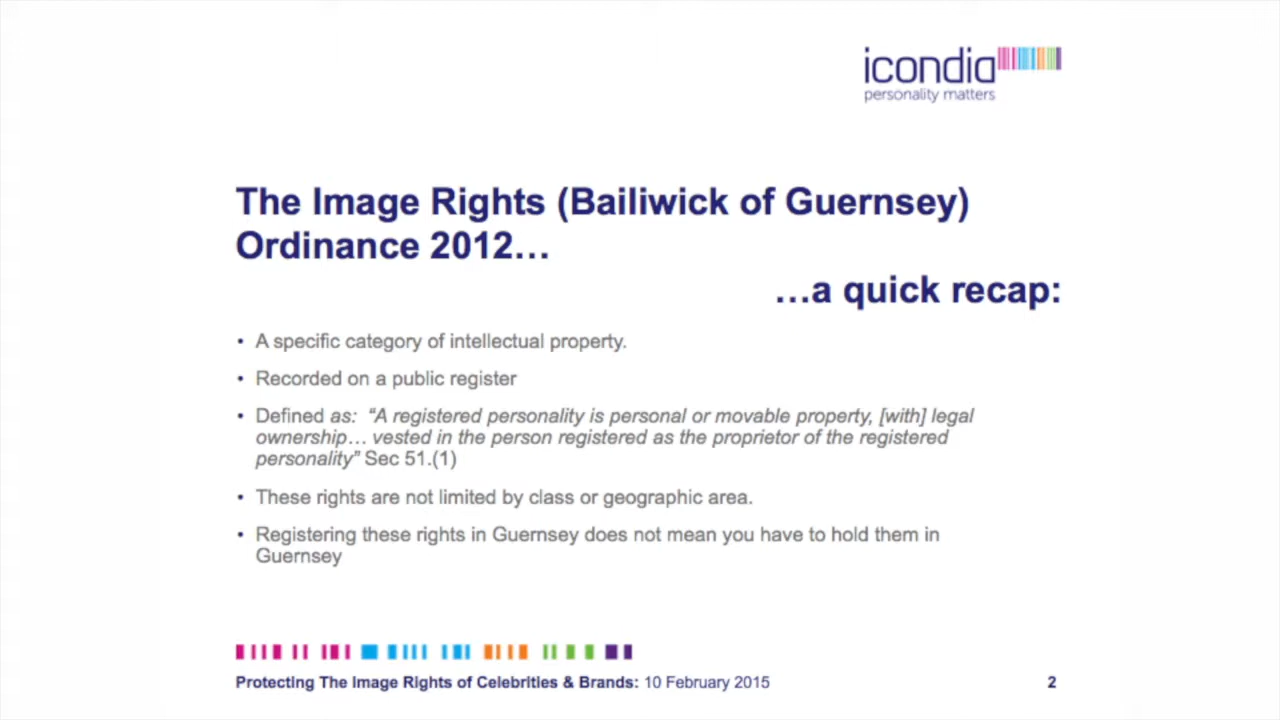 icondia
personality matters
The Image Rights (Bailiwick of Guernsey)
Ordinance 2012…
…a quick recap:
• A specific category of intellectual property.
• Recorded on a public register
• Defined as: “A registered personality is personal or movable property, [with] legal
ownership… vested in the person registered as the proprietor of the registered
personality” Sec 51.(1)
• These rights are not limited by class or geographic area.
• Registering these rights in Guernsey does not mean you have to hold them in
Guernsey
Protecting The Image Rights of Celebrities & Brands: 10 February 2015 2